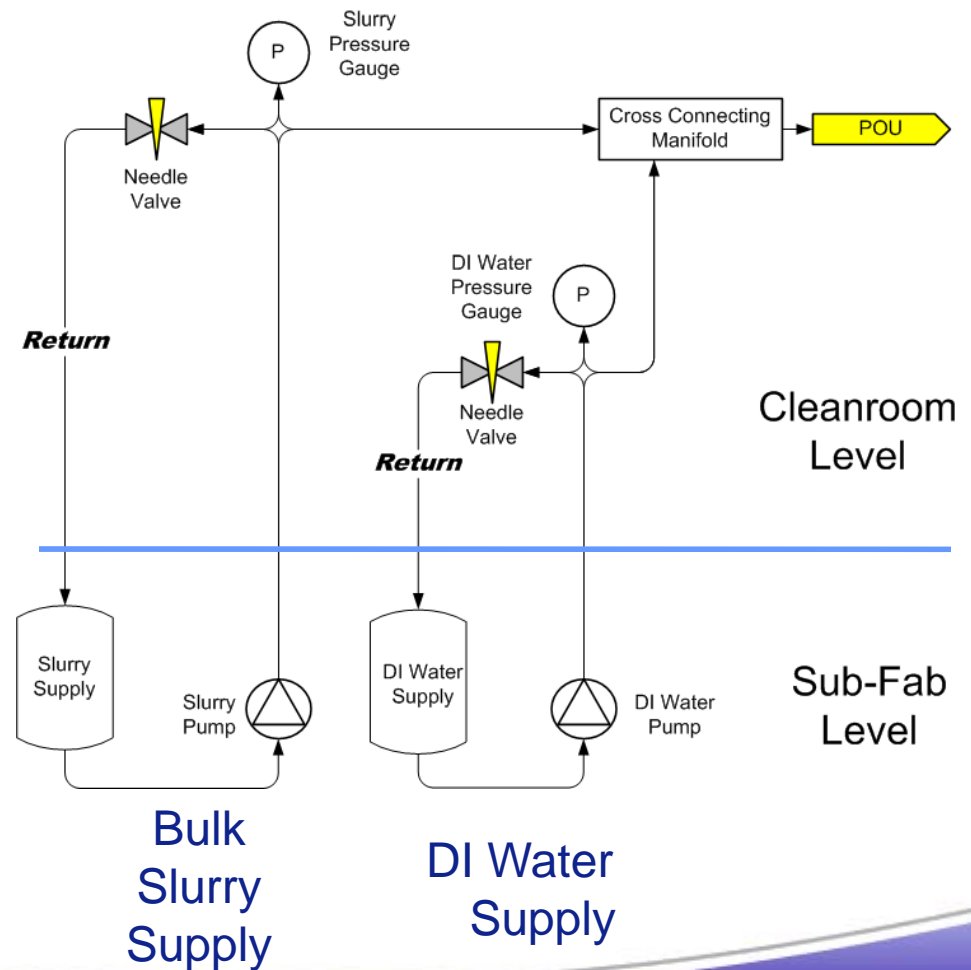 Slurry
Pressure
Gauge
P
Needle
Valve
Cross Connecting
Manifold
POU
DI Water
Pressure
Gauge
P
Return
Needle
Valve
Return
Cleanroom
Level
Slurry
Supply
Slurry
Pump
DI Water
Supply
DI Water
Pump
Sub-Fab
Level
Bulk
Slurry
Supply
DI Water
Supply